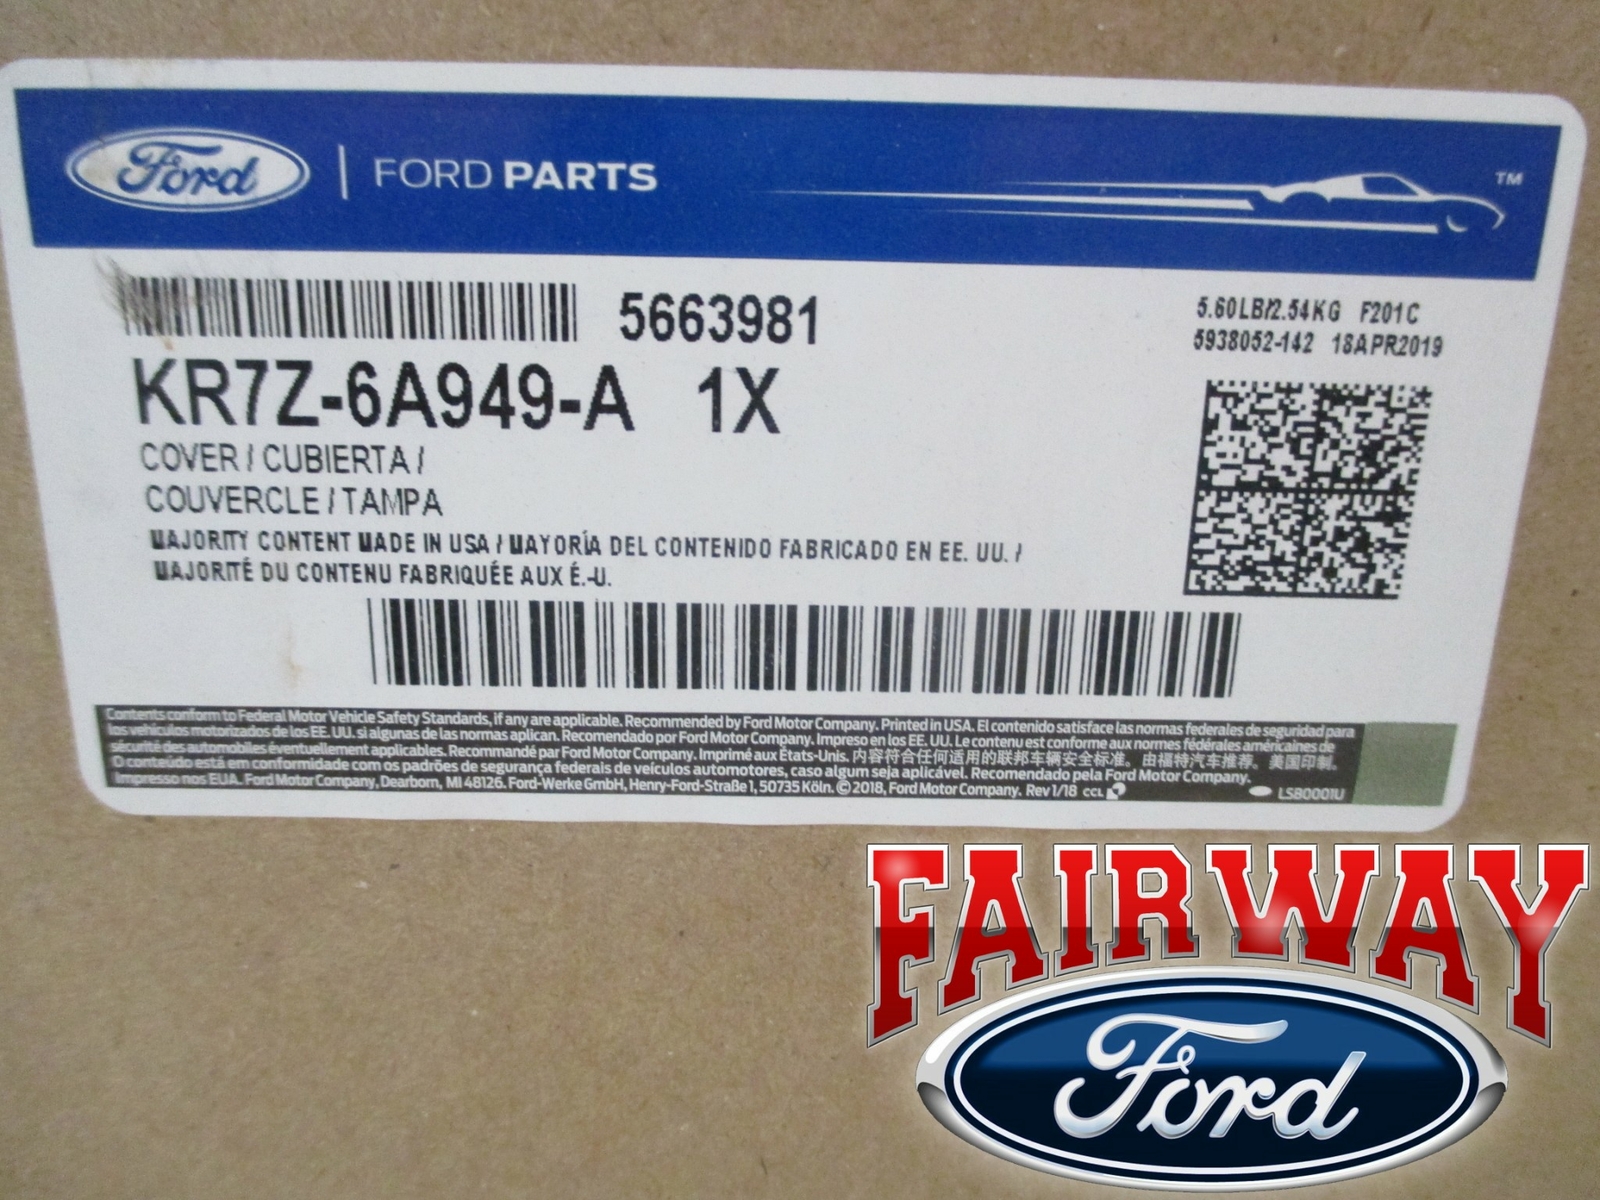 Ford | FORD PARTS TM
5663981
5.60LB/2.54KG F201C
5938052-142 18APR2019
KR7Z-6A949-A 1X
COVER / CUBIERTA /
COUVERCLE / TAMPA
MAJORITY CONTENT MADE IN USA / MAYORÍA DEL CONTENIDO FABRICADO EN EE. UU. /
MAJORITÉ DU CONTENU FABRIQUÉE AUX É.-U.
Contents conform to Federal Motor Vehicle Safety Standards, if any are applicable. Recommended by Ford Motor Company. Printed in USA. El contenido satisface las normas federales de seguridad para
los vehículos motorizados de los EE. UU. si algunas de las normas aplican. Recomendado por Ford Motor Company. Impreso en los EE. UU. Le contenu est conforme aux normes fédérales américaines de
sécurité des automobiles éventuellement applicables. Recommandé par Ford Motor Company. Imprimé aux États-Unis. 内容符合任何适用的联邦车辆安全标准。由福特汽车推荐。美国印制。
O conteúdo está em conformidade com os padrões de segurança federais de veículos automotores, caso algum seja aplicável. Recomendado pela Ford Motor Company.
Impresso nos EUA. Ford Motor Company, Dearborn, MI 48126. Ford-Werke GmbH, Henry-Ford-Straße 1, 50735 Köln. ©2018, Ford Motor Company. Rev 1/18 CCL LSB0001U
FAIRWAY
Ford